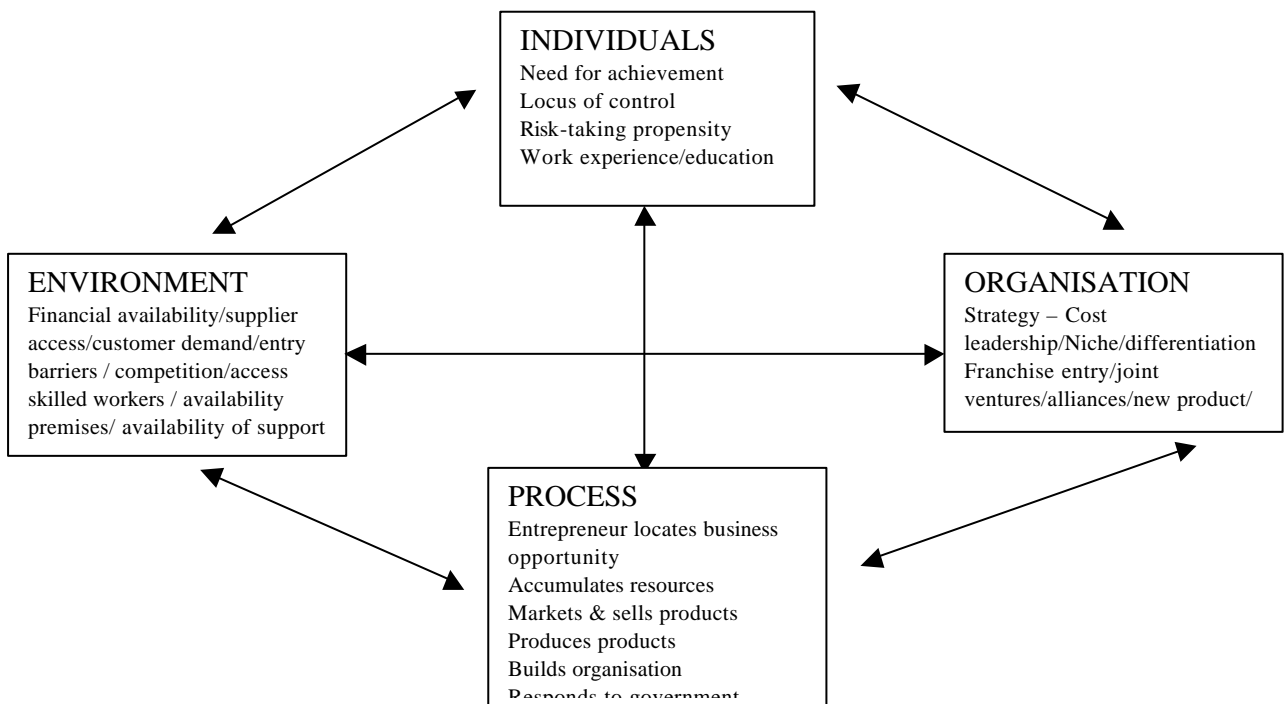 INDIVIDUALS
Need for achievement
Locus of control
Risk-taking propensity
Work experience/education
ENVIRONMENT
Financial availability/supplier
access/customer demand/entry
barriers / competition/access
skilled workers / availability
premises/ availability of support
ORGANISATION
Strategy – Cost
leadership/Niche/differentiation
Franchise entry/joint
ventures/alliances/new product/
PROCESS
Entrepreneur locates business
opportunity
Accumulates resources
Markets & sells products
Produces products
Builds organisation
Responds to government